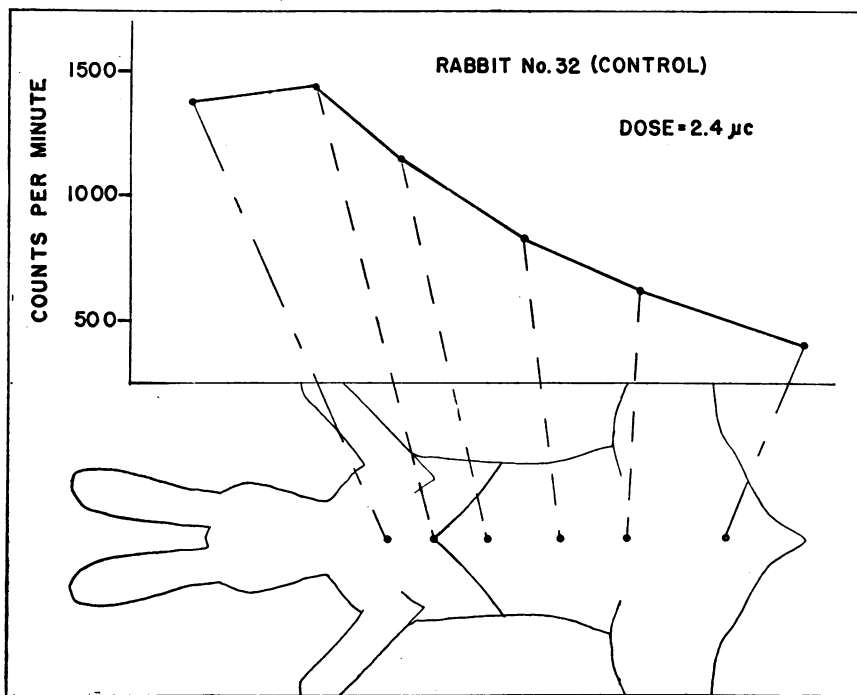 RABBIT No. 32 (CONTROL)
DOSE = 2.4 μc
COUNTS PER MINUTE
1500
1000
500